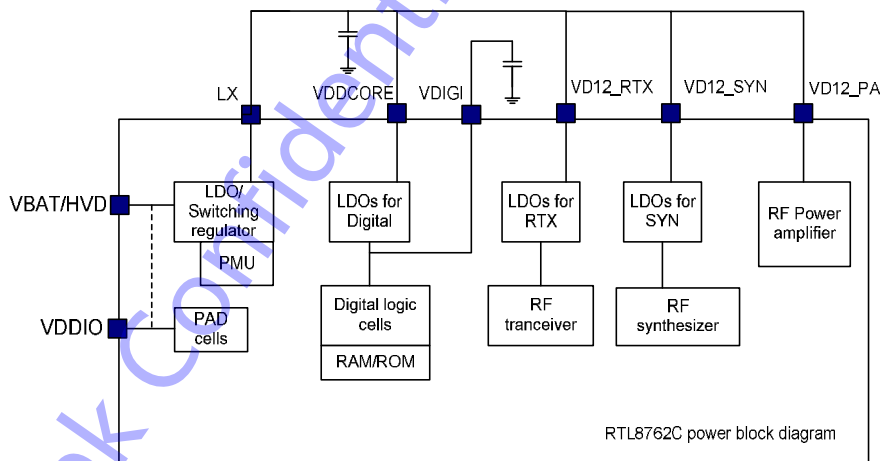 LX
VDDCORE
VDIGI
VD12_RTX
VD12_SYN
VD12_PA
VBAT/HVD
LDO/
Switching
regulator
PMU
LDOs for
Digital
LDOs for
RTX
LDOs for
SYN
RF Power
amplifier
VDDIO
PAD
cells
Digital logic
cells
RAM/ROM
RF
tranceiver
RF
synthesizer
RTL8762C power block diagram